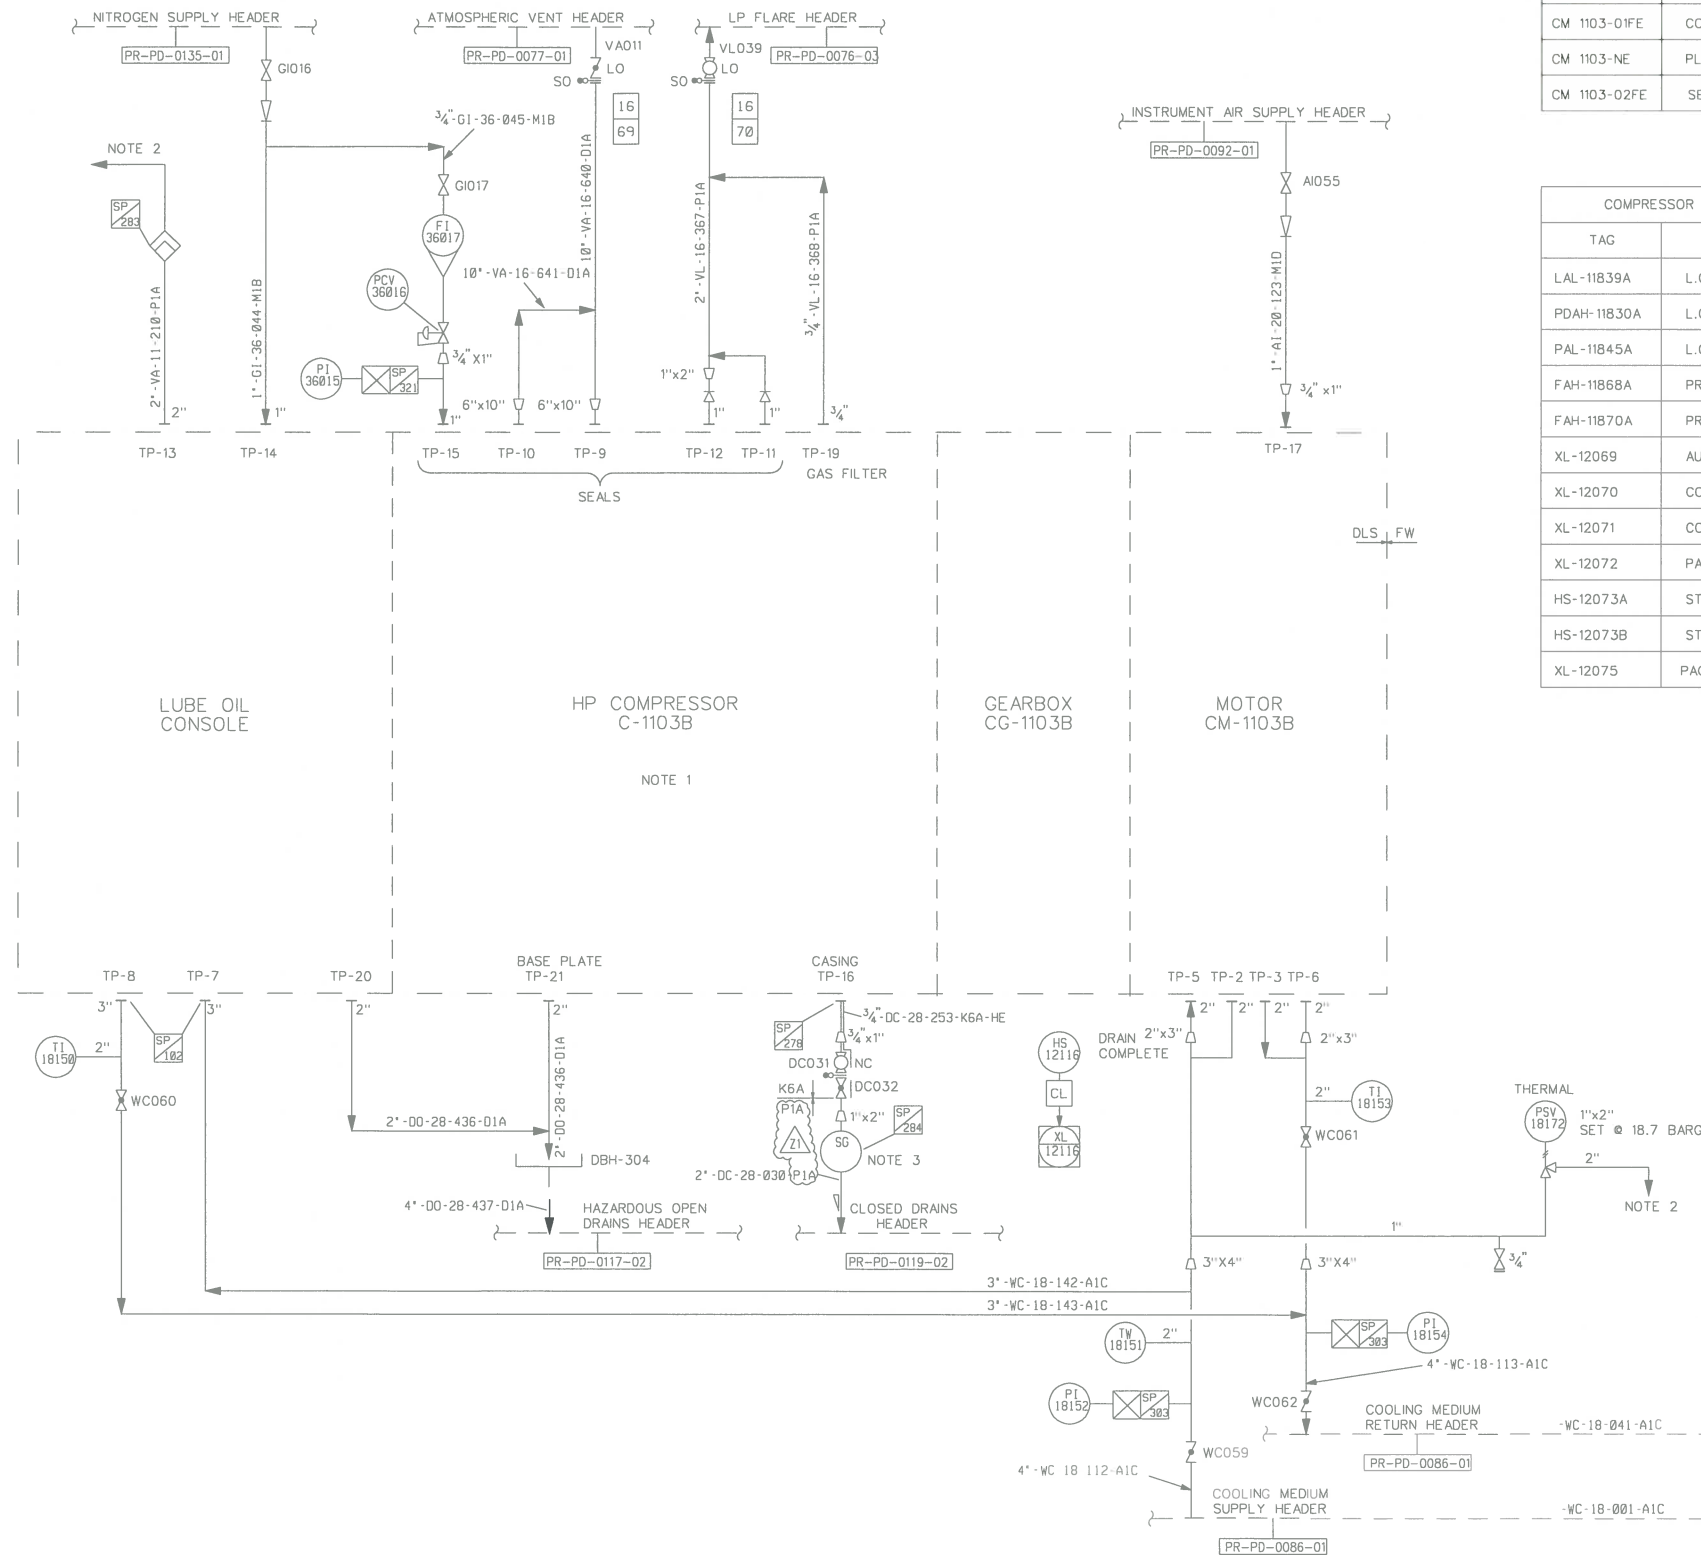 NITROGEN SUPPLY HEADER
PR-PD-0135-01
GI016
ATMOSPHERIC VENT HEADER
PR-PD-0077-01
VA011
LO
SO
16
69
LP FLARE HEADER
PR-PD-0076-03
VL039
LO
SO
16
70
INSTRUMENT AIR SUPPLY HEADER
PR-PD-0092-01
AI055
CM 1103-01FE
CM 1103-NE
CM 1103-02FE
NOTE 2
SP
283
3/4"-GI-36-045-M1B
GI017
FI
36017
PCV
36016
3/4" X1"
PI
36015
SP
321
2"-VA-11-210-P1A
1"-GI-36-044-M1B
10"-VA-16-640-D1A
10"-VA-16-641-D1A
2"-VL-16-367-P1A
3/4"-VL-16-368-P1A
1"-AI-20-123-M1D
2"
1"
1"
6"x10"
6"x10"
1"x2"
1"
1"
3/4"
3/4" x1"
TP-13
TP-14
TP-15
TP-10
TP-9
TP-12
TP-11
TP-19
TP-17
GAS FILTER
SEALS
DLS
FW
COMPRESSOR
TAG
LAL-11839A
PDAH-11830A
PAL-11845A
FAH-11868A
FAH-11870A
XL-12069
XL-12070
XL-12071
XL-12072
HS-12073A
HS-12073B
XL-12075
LUBE OIL
CONSOLE
HP COMPRESSOR
C-1103B
NOTE 1
GEARBOX
CG-1103B
MOTOR
CM-1103B
TP-8
TP-7
TP-20
BASE PLATE
TP-21
CASING
TP-16
TP-5
TP-2
TP-3
TP-6
3"
3"
2"
2"
2"
2"
2"
2"
TI
18150
2"
SP
102
WC060
2"-DO-28-436-D1A
2"-DO-28-436-D1A
DBH-304
4"-DO-28-437-D1A
HAZARDOUS OPEN
DRAINS HEADER
PR-PD-0117-02
3/4"-DC-28-253-K6A-HE
SP
278
3/4"x1"
DC031
NC
DC032
K6A
P1A
Z1
1"x2"
SP
284
SG
NOTE 3
2"-DC-28-030-P1A
CLOSED DRAINS
HEADER
PR-PD-0119-02
HS
12116
CL
XL
12116
DRAIN
COMPLETE
2"x3"
2"x3"
2"
TI
18153
WC061
THERMAL
PSV
18172
1"x2"
SET @ 18.7 BARG
2"
NOTE 2
1"
3/4"
3"X4"
3"X4"
3"-WC-18-142-A1C
3"-WC-18-143-A1C
TW
18151
2"
SP
303
PI
18154
4"-WC-18-113-A1C
PI
18152
SP
303
WC062
WC059
COOLING MEDIUM
RETURN HEADER
-WC-18-041-A1C
PR-PD-0086-01
4"-WC 18 112-A1C
COOLING MEDIUM
SUPPLY HEADER
-WC-18-001-A1C
PR-PD-0086-01